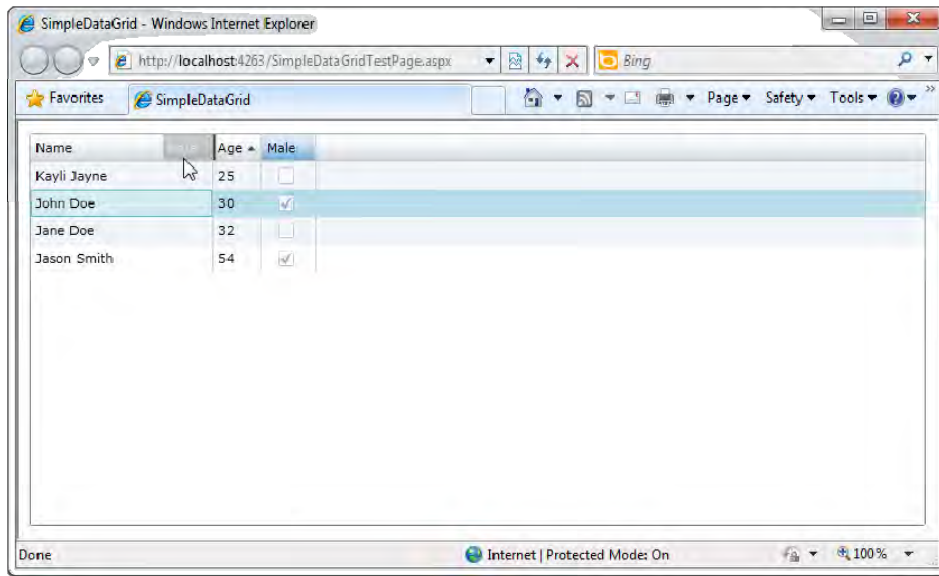 SimpleDataGrid - Windows Internet Explorer
http://localhost:4263/SimpleDataGridTestPage.aspx Bing
Favorites SimpleDataGrid Page Safety Tools »
Name Age Male
Kayli Jayne 25
John Doe 30
Jane Doe 32
Jason Smith 54
Done Internet | Protected Mode: On 100%